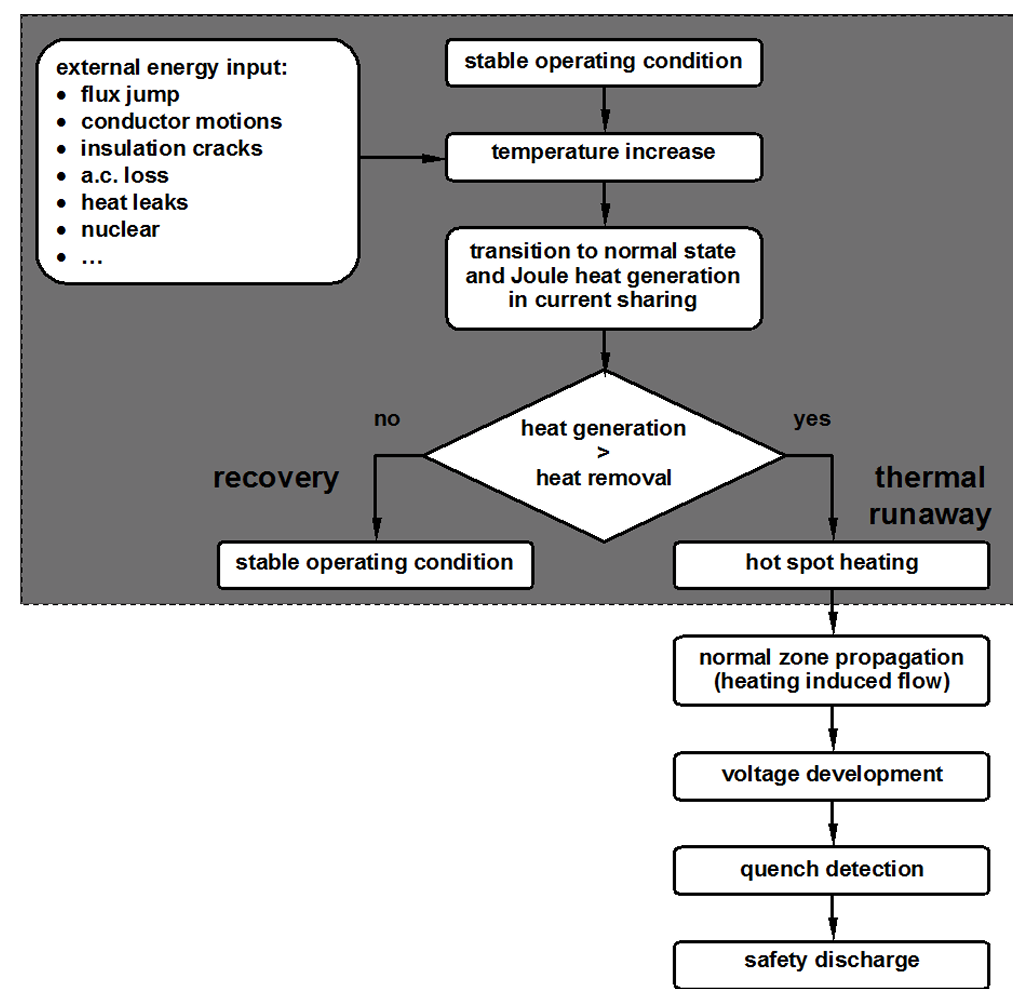 external energy input:
• flux jump
• conductor motions
• insulation cracks
• a.c. loss
• heat leaks
• nuclear
• …
stable operating condition
temperature increase
transition to normal state
and Joule heat generation
in current sharing
heat generation
>
heat removal
no
yes
recovery
thermal
runaway
stable operating condition
hot spot heating
normal zone propagation
(heating induced flow)
voltage development
quench detection
safety discharge